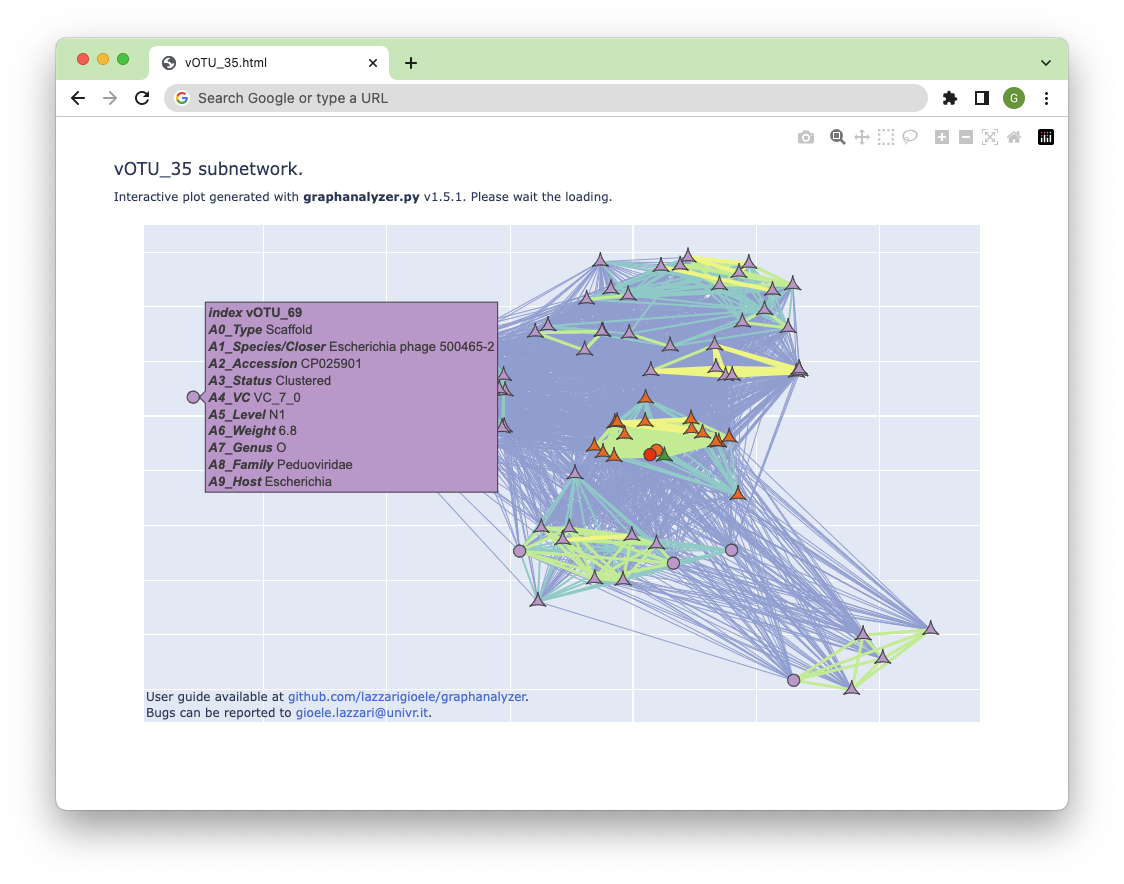 vOTU_35.html
Search Google or type a URL
G
vOTU_35 subnetwork.
Interactive plot generated with graphanalyzer.py v1.5.1. Please wait the loading.
index vOTU_69
A0_Type Scaffold
A1_Species/Closer Escherichia phage 500465-2
A2_Accession CP025901
A3_Status Clustered
A4_VC VC_7_0
A5_Level N1
A6_Weight 6.8
A7_Genus O
A8_Family Peduoviridae
A9_Host Escherichia
User guide available at github.com/lazzarigioele/graphanalyzer.
Bugs can be reported to gioele.lazzari@univr.it.